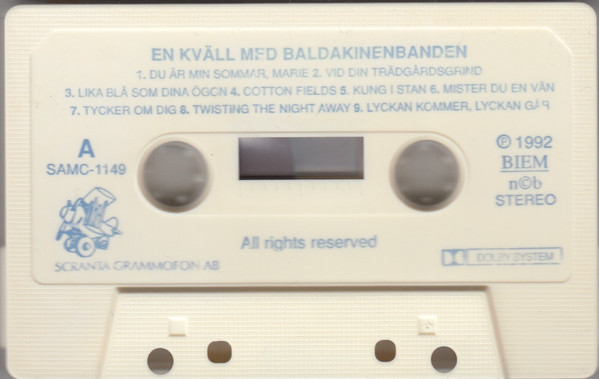 EN KVÄLL MED BALDAKINENBANDEN
1. DU ÄR MIN SOMMAR, MARIE 2. VID DIN TRÄDGÅRDSGRIND
3. LIKA BLÅ SOM DINA ÖGON 4. COTTON FIELDS 5. KUNG I STAN 6. MISTER DU EN VÄN
7. TYCKER OM DIG 8. TWISTING THE NIGHT AWAY 9. LYCKAN KOMMER, LYCKAN GÅR
A
SAMC-1149
℗ 1992
BIEM
n©b
STEREO
All rights reserved
SCRANTA GRAMMOFON AB
DOLBY SYSTEM